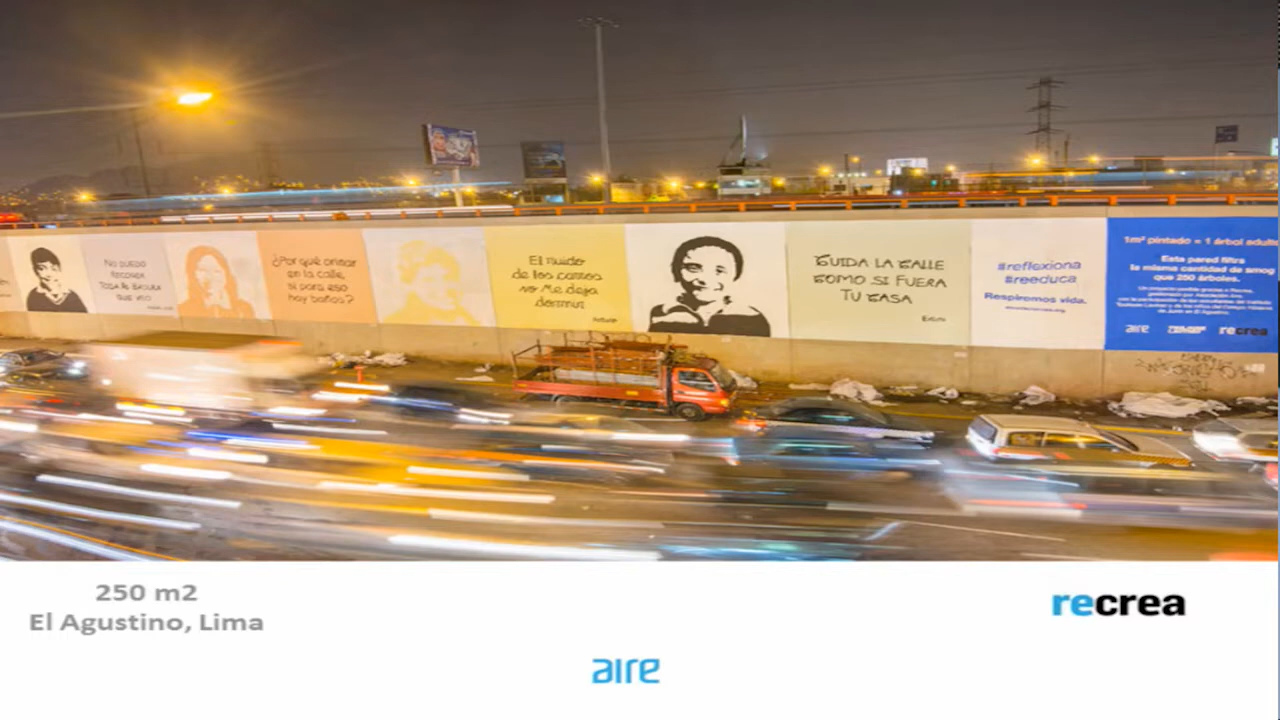 NO PUEDO
RECOGER
TODA LA BASURA
QUE VEO
¿Por qué orinar
en la calle
si para eso
hay baños?
El ruido
de los carros
no me deja
dormir
Arturo
CUIDA LA CALLE
COMO SI FUERA
TU CASA
#reflexiona
#reeduca
Respiremos vida.
1m² pintado = 1 árbol adulto
Esta pared filtra
la misma cantidad de smog
que 250 árboles.
aire
recrea
250 m2
El Agustino, Lima
recrea
aire